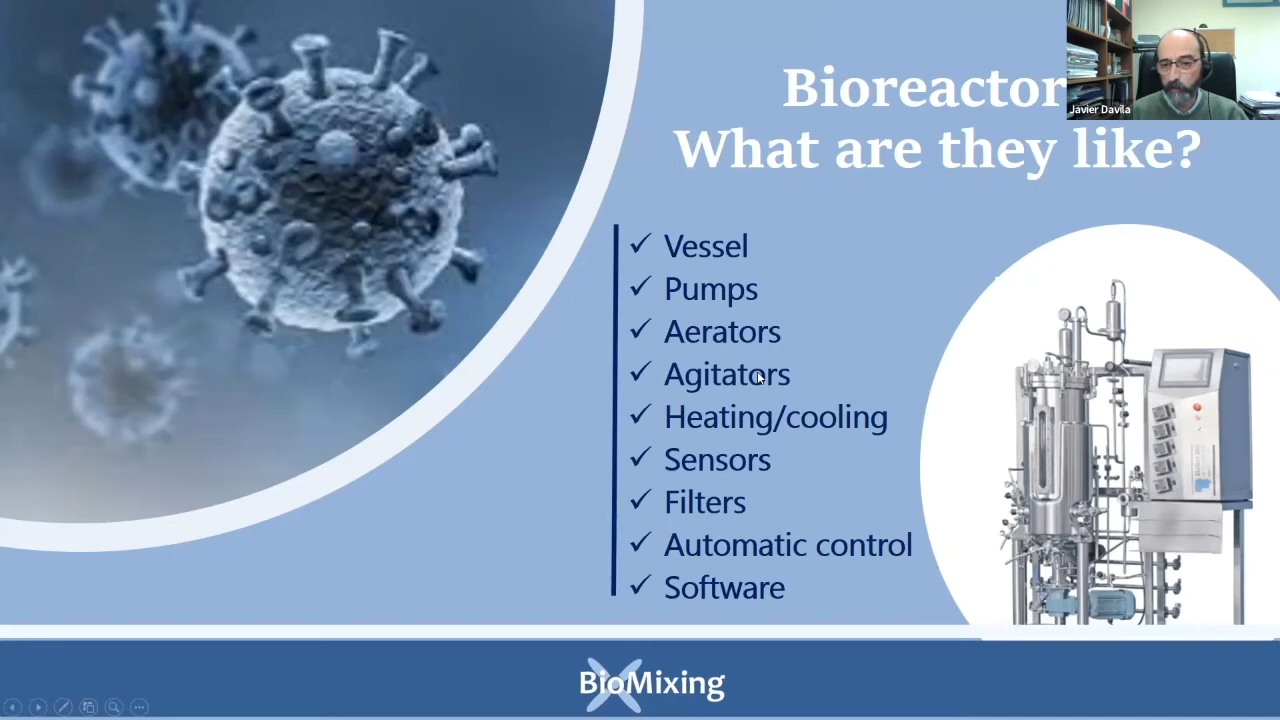 Bioreactor
What are they like?
Javier Davila
Vessel
Pumps
Aerators
Agitators
Heating/cooling
Sensors
Filters
Automatic control
Software
BioMixing